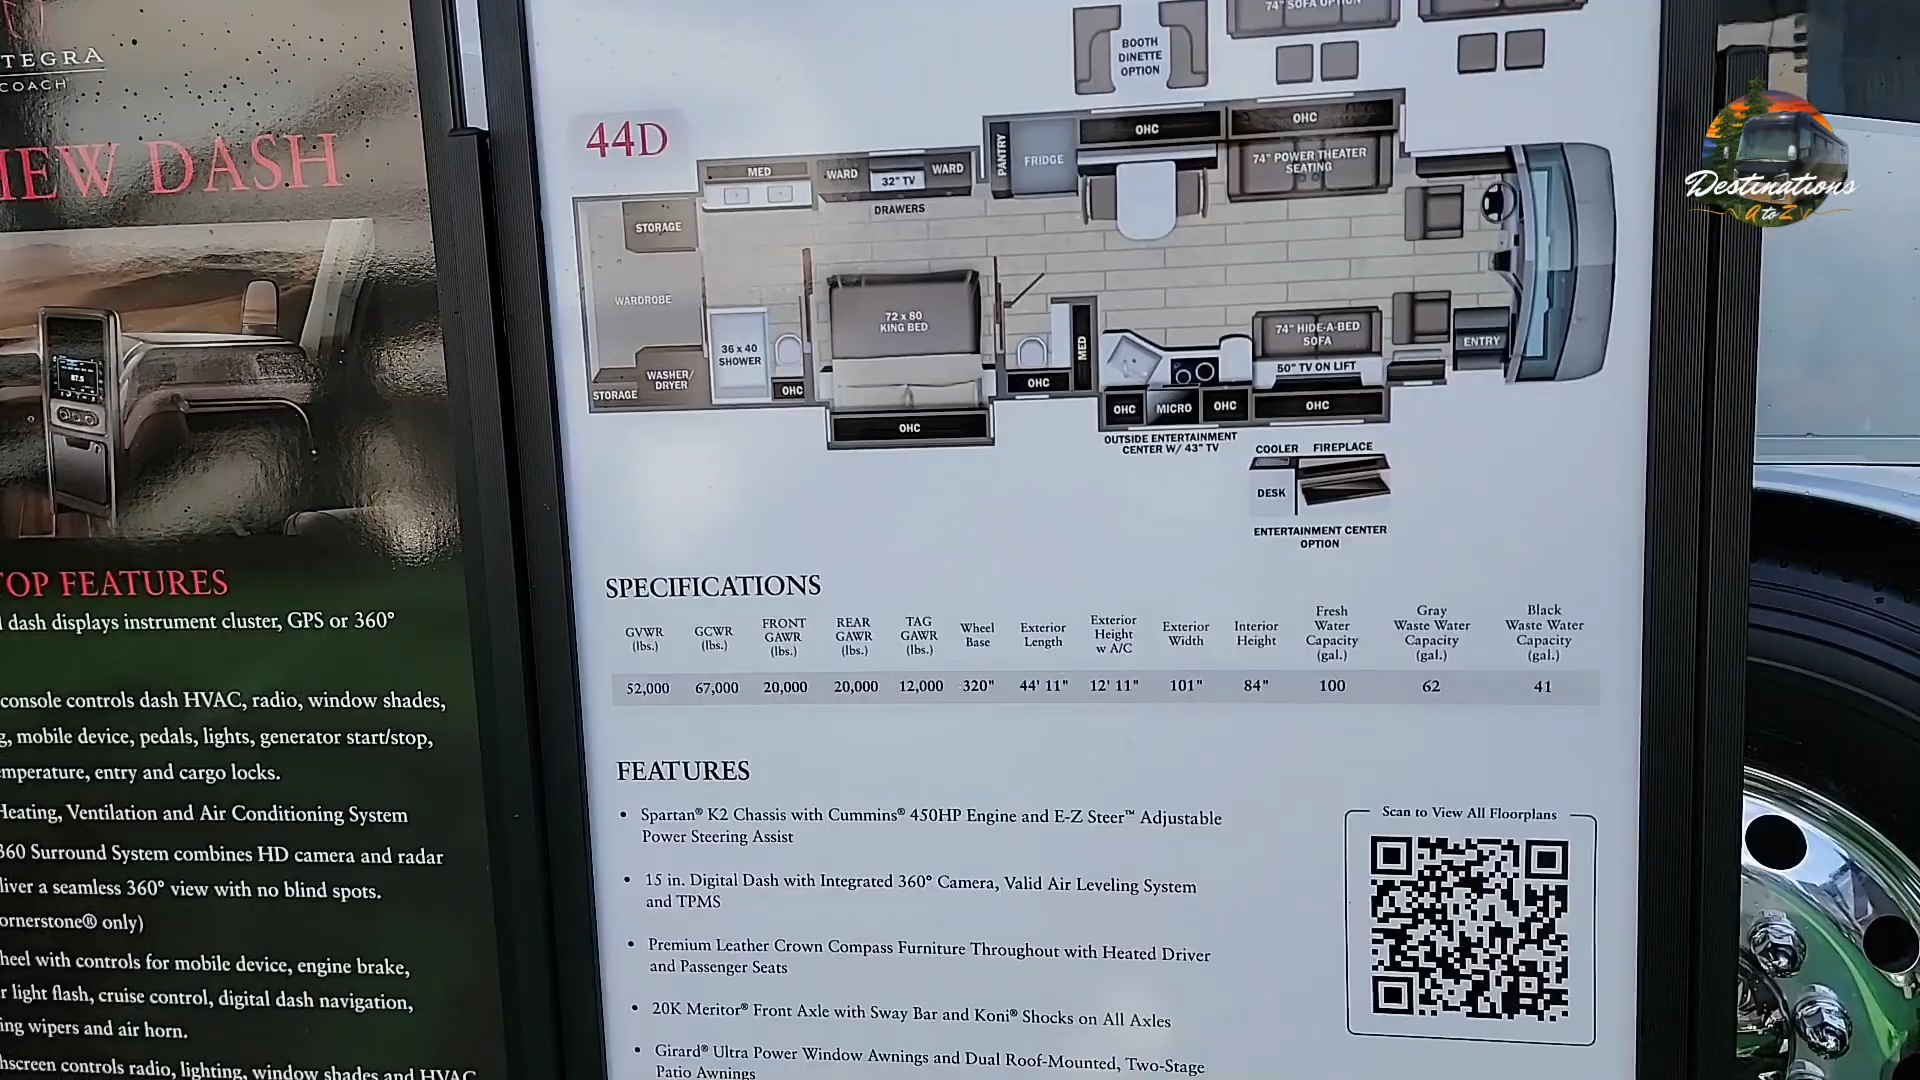 TEGRA
COACH
IEW DASH
TOP FEATURES
dash displays instrument cluster, GPS or 360°
console controls dash HVAC, radio, window shades,
g, mobile device, pedals, lights, generator start/stop,
mperature, entry and cargo locks.
Heating, Ventilation and Air Conditioning System
360 Surround System combines HD camera and radar
liver a seamless 360° view with no blind spots.
ornerstone® only)
heel with controls for mobile device, engine brake,
r light flash, cruise control, digital dash navigation,
ing wipers and air horn.
hscreen controls radio, lighting, window shades and HVAC
74" SOFA OPTION
BOOTH
DINETTE
OPTION
44D
MED
WARD
32" TV
WARD
DRAWERS
PANTRY
FRIDGE
OHC
OHC
74" POWER THEATER
SEATING
STORAGE
WARDROBE
WASHER/
DRYER
STORAGE
36 x 40
SHOWER
OHC
72 x 80
KING BED
OHC
OHC
MED
OHC
MICRO
OHC
74" HIDE-A-BED
SOFA
50" TV ON LIFT
OHC
ENTRY
OUTSIDE ENTERTAINMENT
CENTER W/ 43" TV
COOLER FIREPLACE
DESK
ENTERTAINMENT CENTER
OPTION
SPECIFICATIONS
GVWR
(lbs.)
GCWR
(lbs.)
FRONT
GAWR
(lbs.)
REAR
GAWR
(lbs.)
TAG
GAWR
(lbs.)
Wheel
Base
Exterior
Length
Exterior
Height
w A/C
Exterior
Width
Interior
Height
Fresh
Water
Capacity
(gal.)
Gray
Waste Water
Capacity
(gal.)
Black
Waste Water
Capacity
(gal.)
52,000 67,000 20,000 20,000 12,000 320" 44' 11" 12' 11" 101" 84" 100 62 41
FEATURES
• Spartan® K2 Chassis with Cummins® 450HP Engine and E-Z Steer™ Adjustable
Power Steering Assist
• 15 in. Digital Dash with Integrated 360° Camera, Valid Air Leveling System
and TPMS
• Premium Leather Crown Compass Furniture Throughout with Heated Driver
and Passenger Seats
• 20K Meritor® Front Axle with Sway Bar and Koni® Shocks on All Axles
• Girard® Ultra Power Window Awnings and Dual Roof-Mounted, Two-Stage
Patio Awnings
Scan to View All Floorplans
Destinations
A to Z